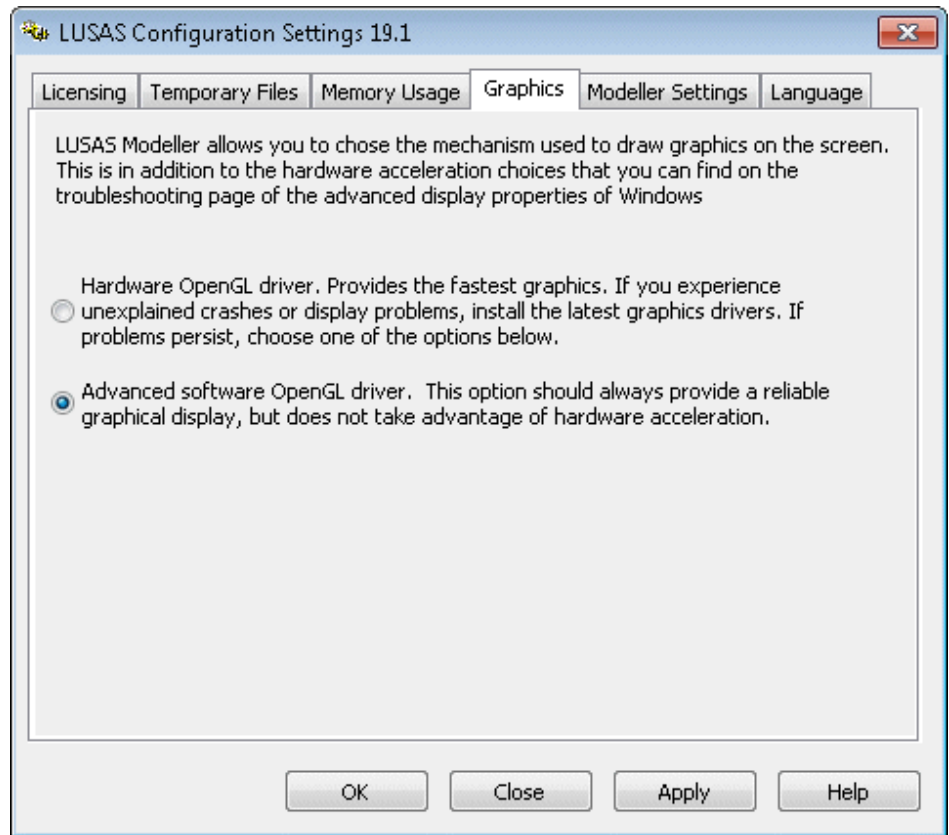 LUSAS Configuration Settings 19.1
Licensing Temporary Files Memory Usage Graphics Modeller Settings Language
LUSAS Modeller allows you to chose the mechanism used to draw graphics on the screen.
This is in addition to the hardware acceleration choices that you can find on the
troubleshooting page of the advanced display properties of Windows
Hardware OpenGL driver. Provides the fastest graphics. If you experience
unexplained crashes or display problems, install the latest graphics drivers. If
problems persist, choose one of the options below.
Advanced software OpenGL driver.  This option should always provide a reliable
graphical display, but does not take advantage of hardware acceleration.
OK Close Apply Help